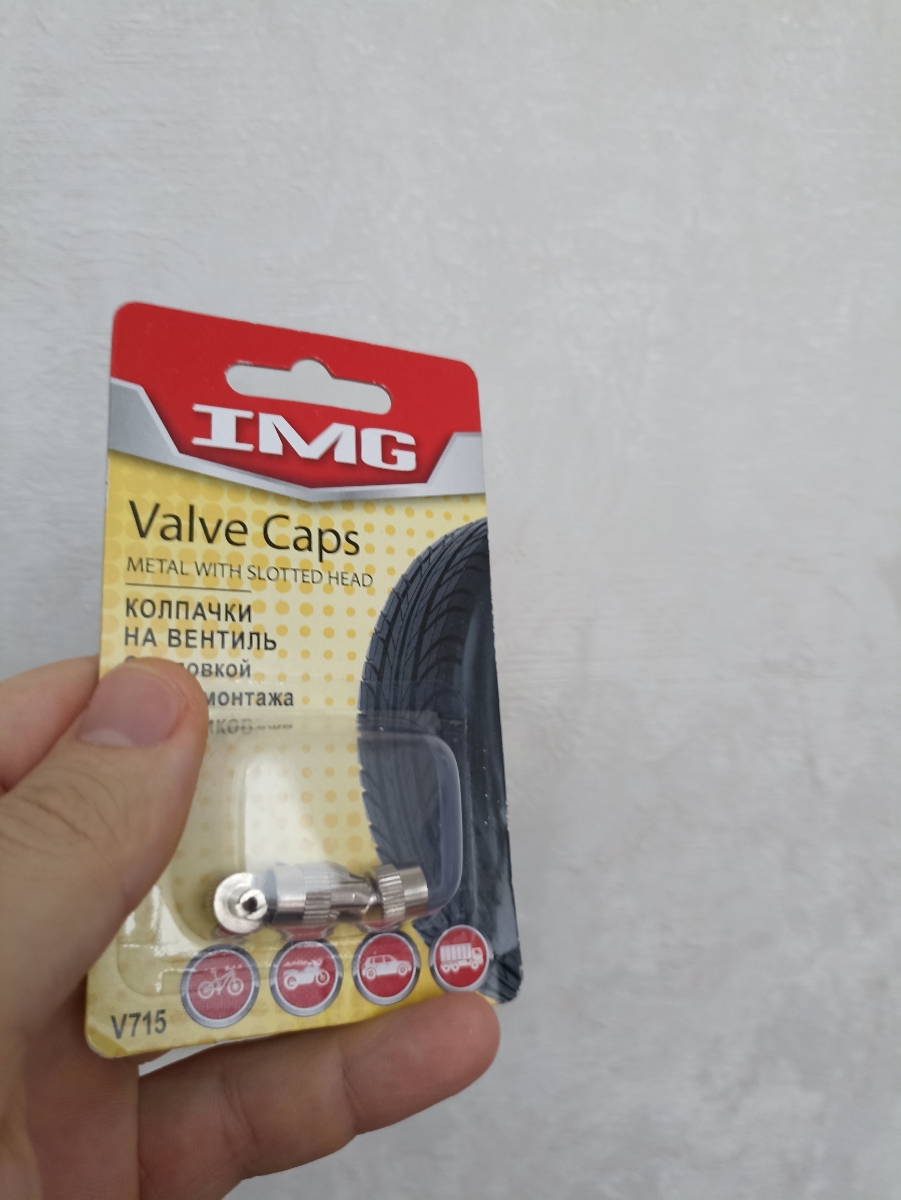 IMG
Valve Caps
METAL WITH SLOTTED HEAD
КОЛПАЧКИ
НА ВЕНТИЛЬ
монтажа
V715